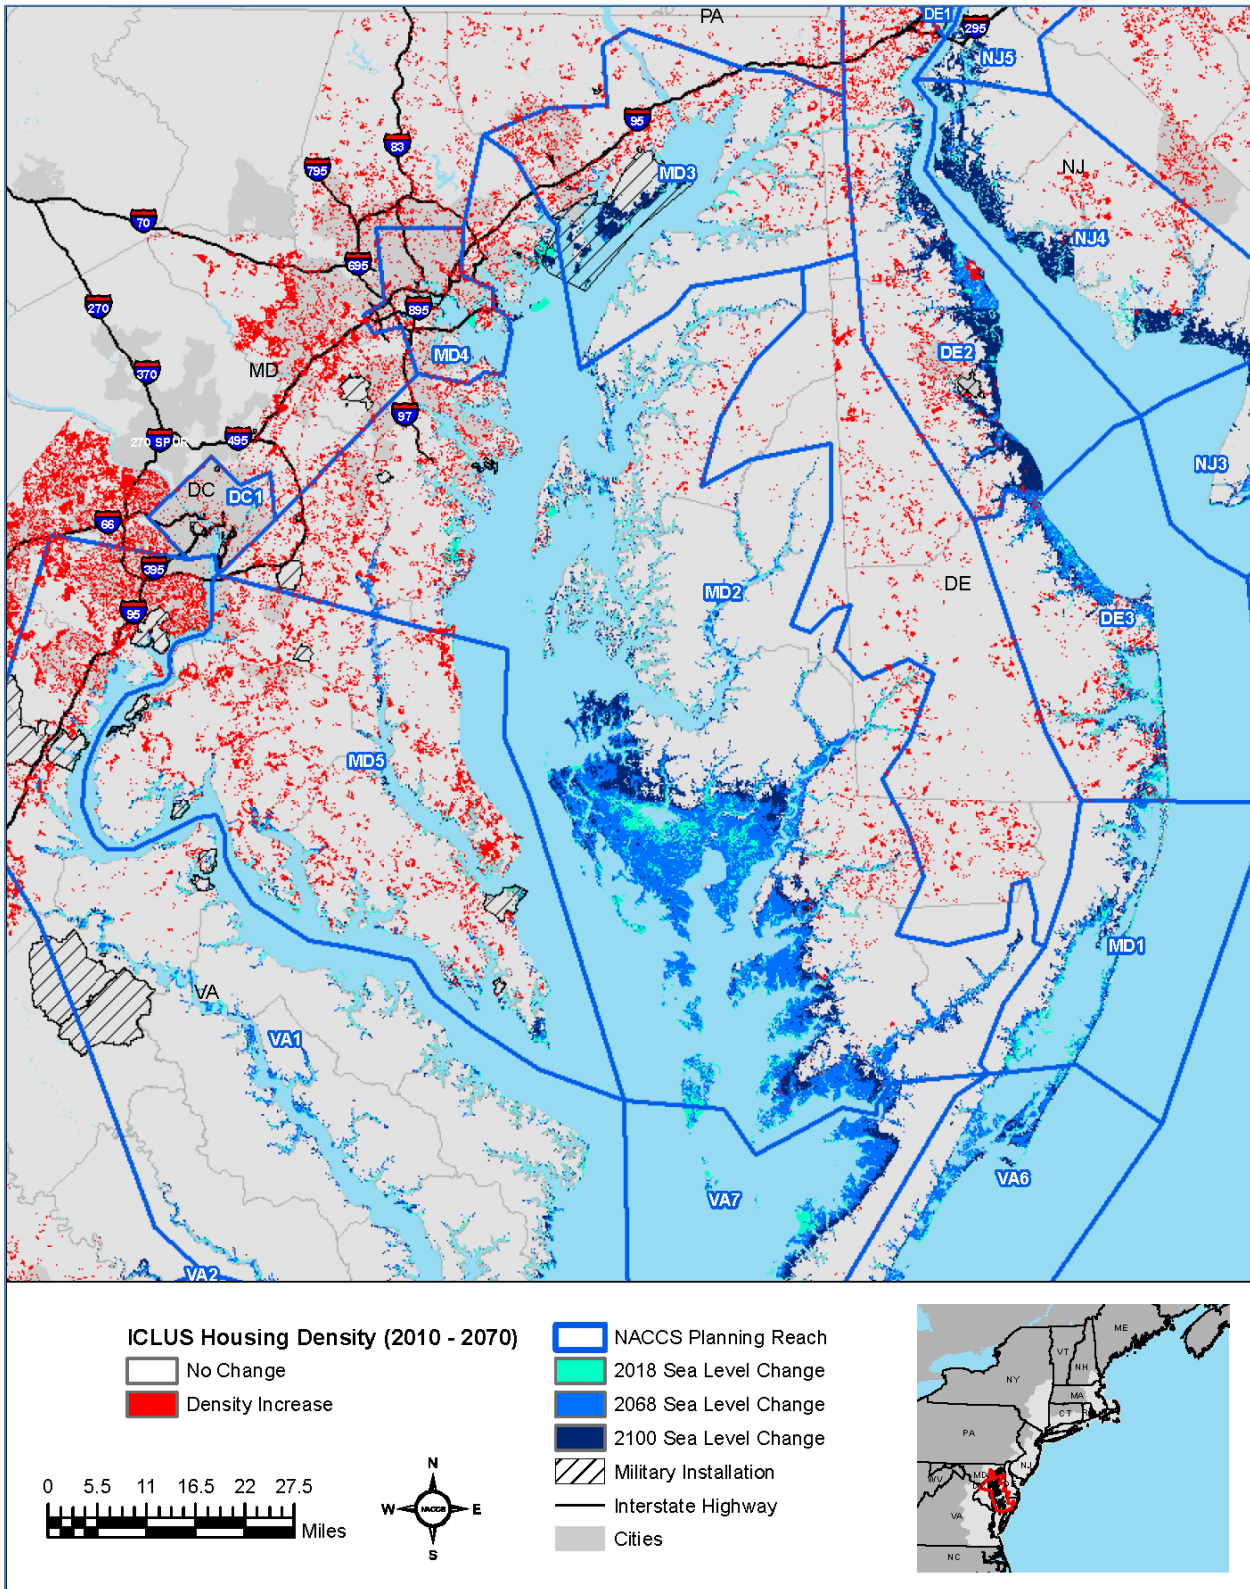 PA
DE1
295
NJ5
83
95
795
MD3
NJ
70
NJ4
695
270
895
DE2
MD4
MD
370
97
NJ3
270 SPUR
495
DC
DC1
66
395
DE
MD2
95
DE3
MD5
MD1
VA
VA1
VA6
VA7
VA2
ICLUS Housing Density (2010 - 2070)
No Change
Density Increase
NACCS Planning Reach
2018 Sea Level Change
2068 Sea Level Change
2100 Sea Level Change
Military Installation
Interstate Highway
Cities
0 5.5 11 16.5 22 27.5
Miles
N
W NACCS E
S
ME
VT
NH
NY
MA
CT
PA
NJ
MD
WV
VA
NC